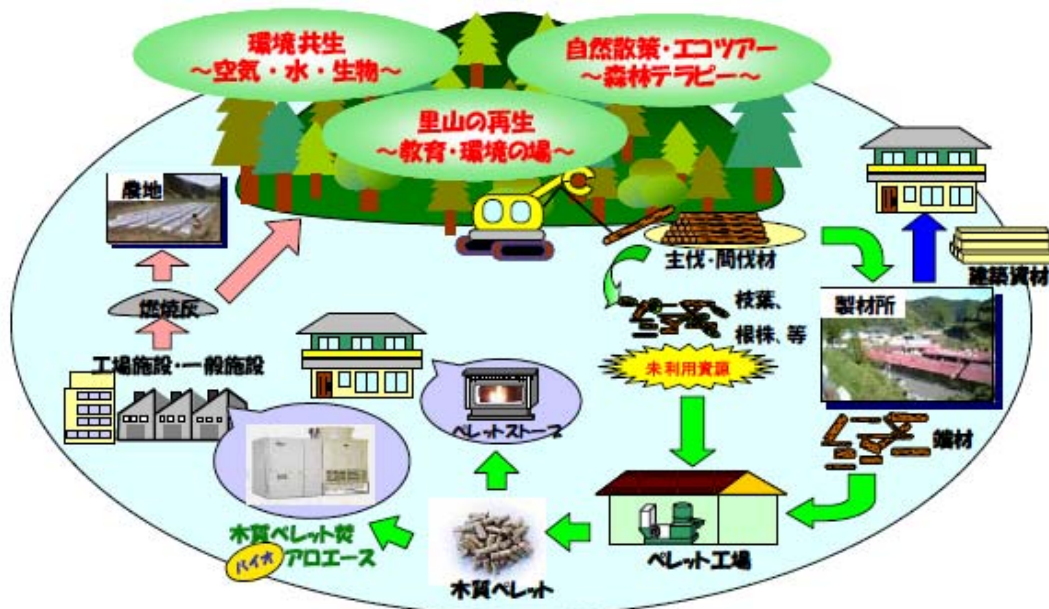 環境共生
~空気・水・生物~
自然散策・エコツアー
~森林テラピー~
里山の再生
~教育・環境の場~
農地
主伐・間伐材
建築資材
燃焼灰
枝葉、
根株、等
製材所
工場施設・一般施設
未利用資源
ペレットストーブ
端材
木質ペレット焚
バイオ アロエース
木質ペレット
ペレット工場